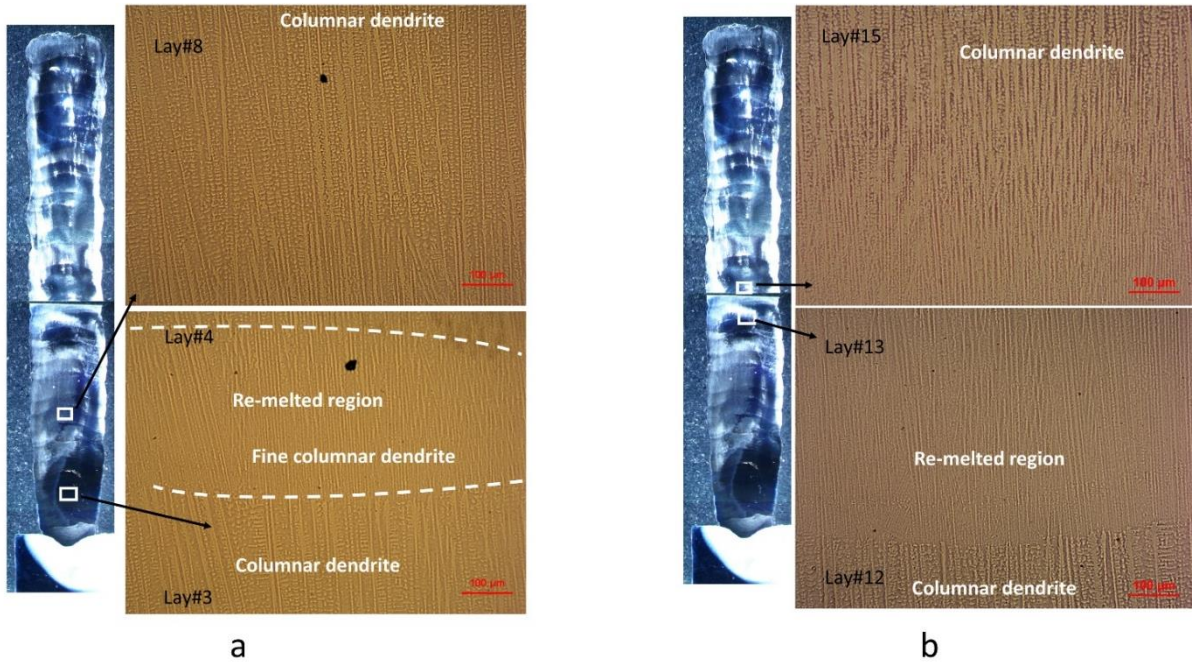 Columnar dendrite
Lay#8
100 µm
Lay#4
Re-melted region
Fine columnar dendrite
Columnar dendrite
Lay#3
100 µm
a
Lay#15
Columnar dendrite
100 µm
Lay#13
Re-melted region
Lay#12
Columnar dendrite
100 µm
b